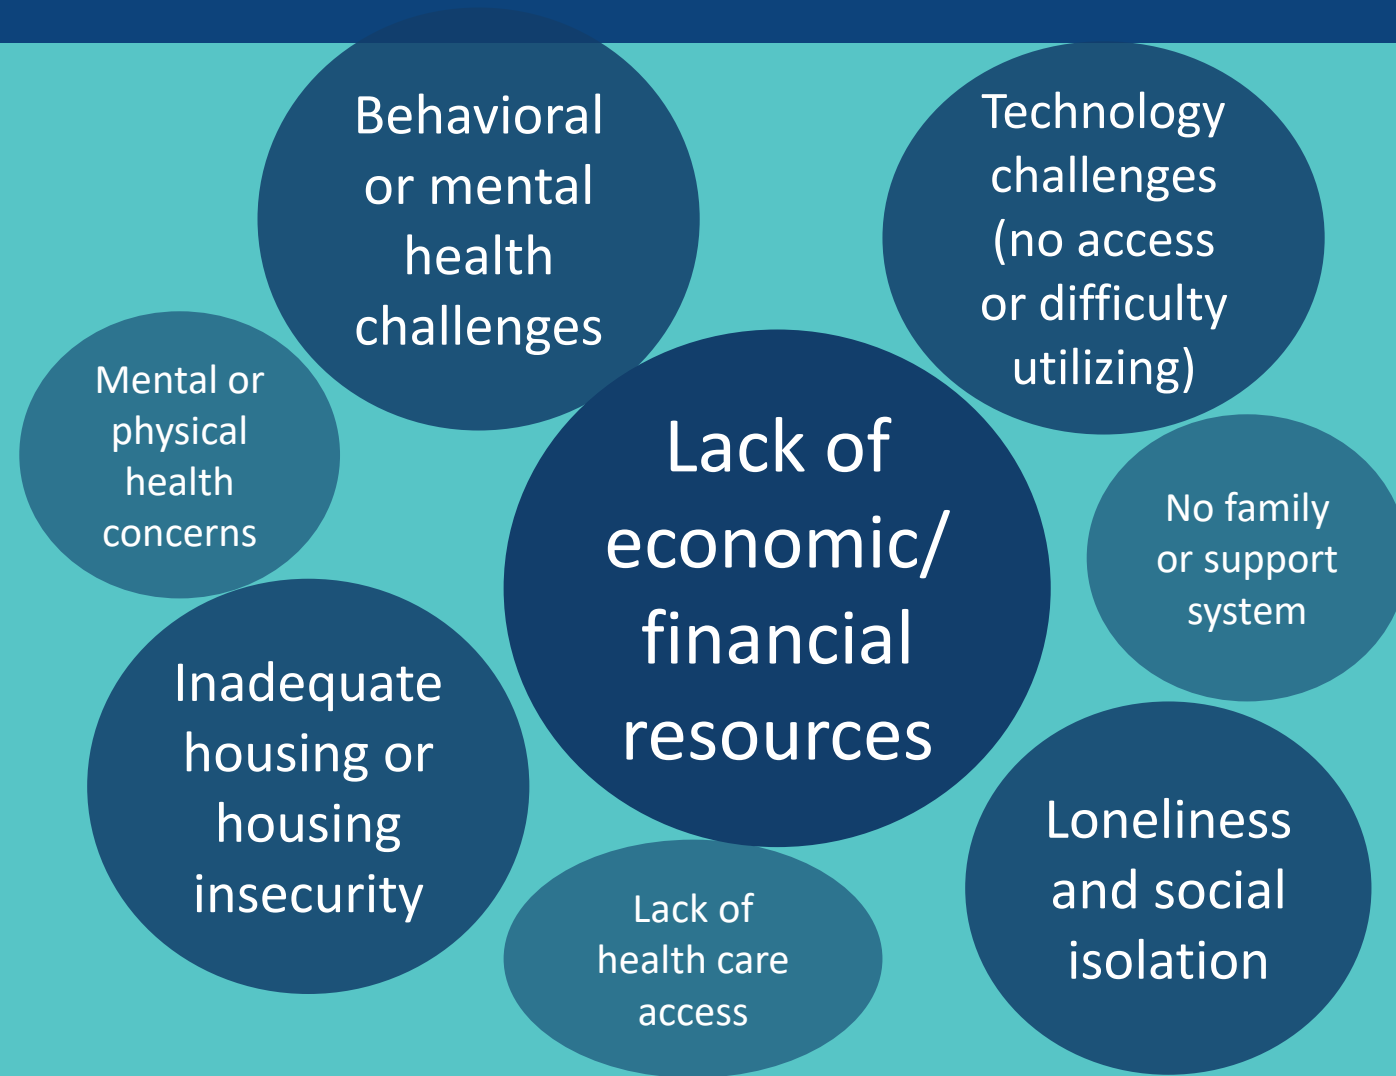 Behavioral
or mental
health
challenges
Technology
challenges
(no access
or difficulty
utilizing)
Mental or
physical
health
concerns
Lack of
economic/
financial
resources
No family
or support
system
Inadequate
housing or
housing
insecurity
Lack of
health care
access
Loneliness
and social
isolation